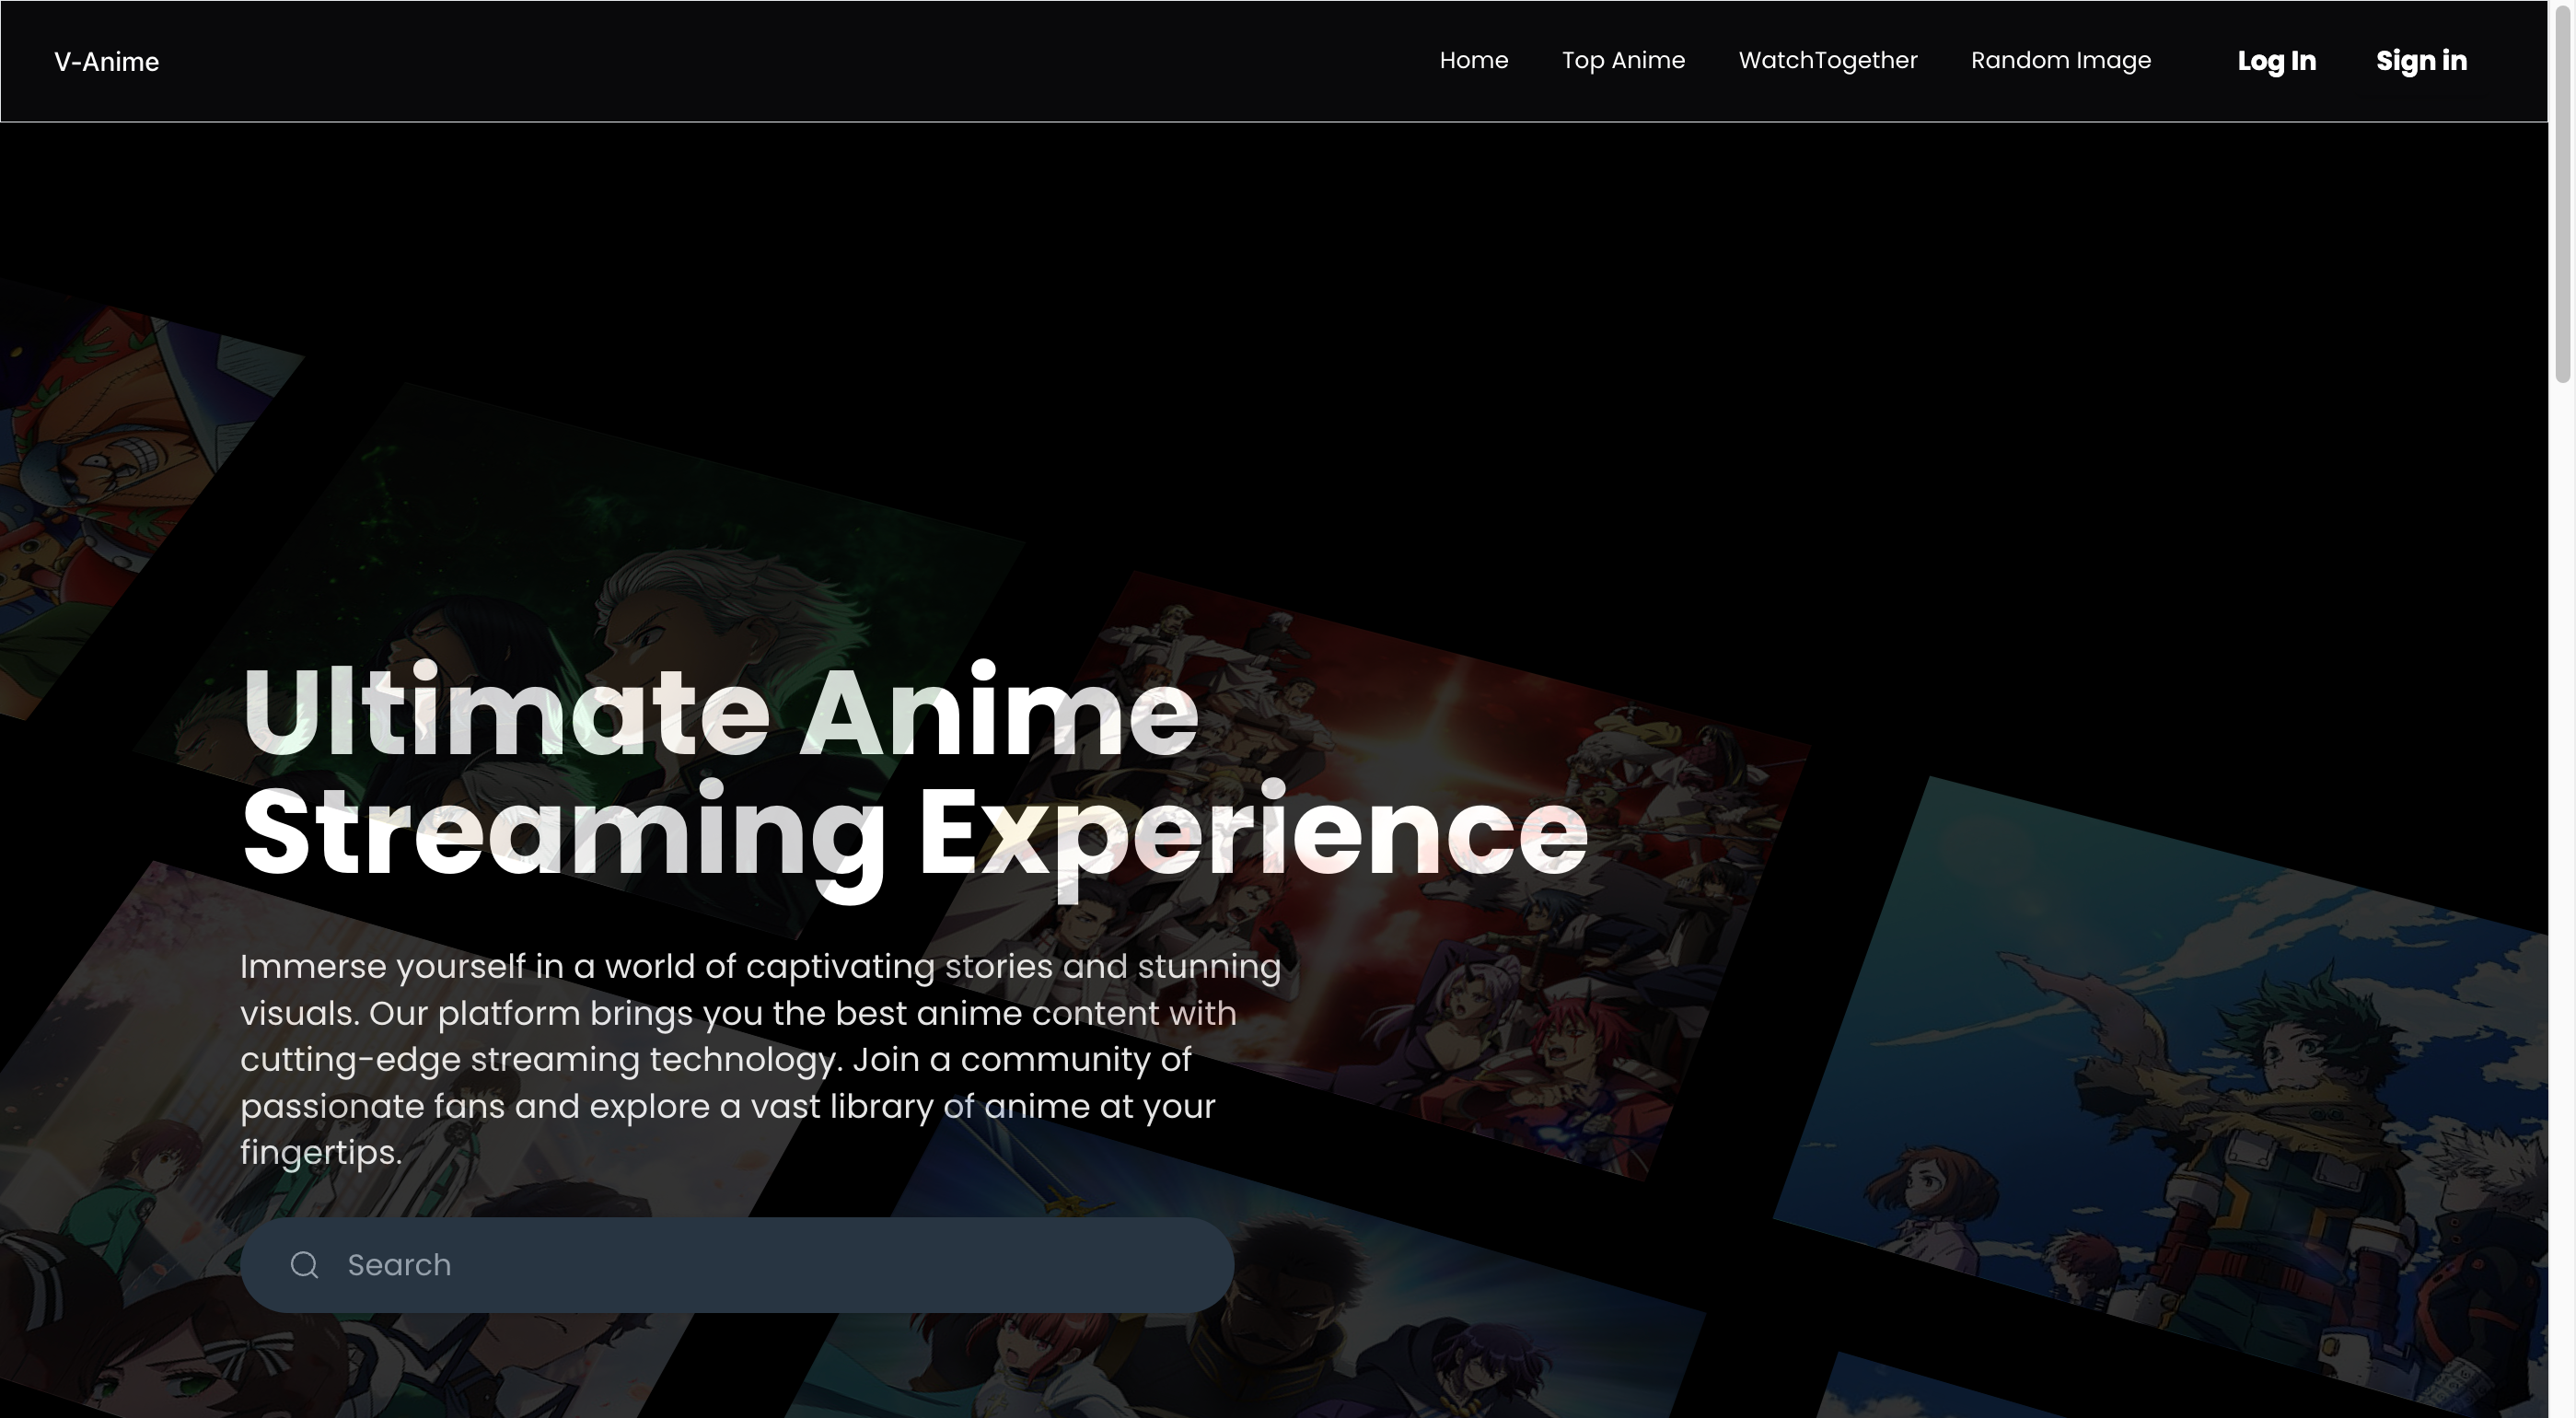 V-Anime
Home
Top Anime
WatchTogether
Random Image
Log In
Sign in
Ultimate Anime
Streaming Experience
Immerse yourself in a world of captivating stories and stunning
visuals. Our platform brings you the best anime content with
cutting-edge streaming technology. Join a community of
passionate fans and explore a vast library of anime at your
fingertips.
Search